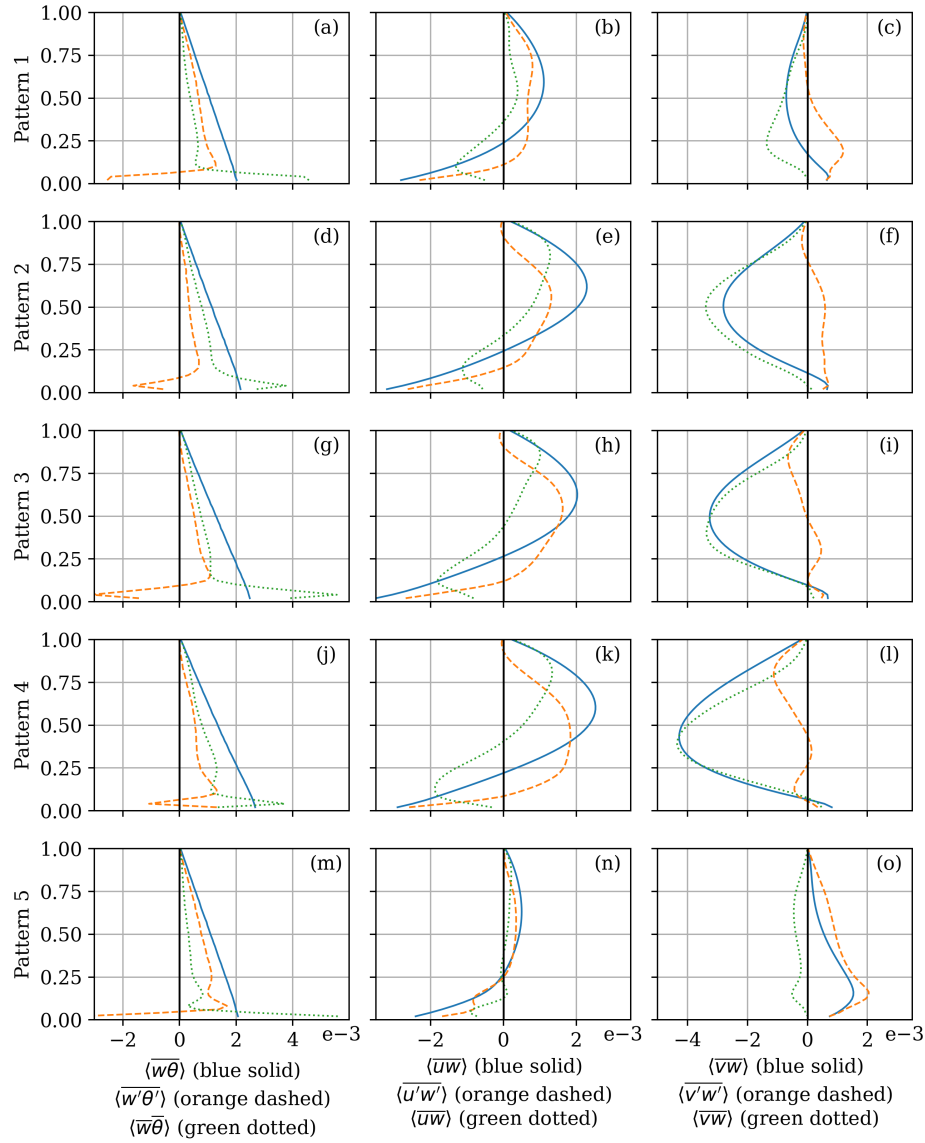 Pattern 1
1.00
0.75
0.50
0.25
0.00
(a)
(b)
(c)
Pattern 2
1.00
0.75
0.50
0.25
0.00
(d)
(e)
(f)
Pattern 3
1.00
0.75
0.50
0.25
0.00
(g)
(h)
(i)
Pattern 4
1.00
0.75
0.50
0.25
0.00
(j)
(k)
(l)
Pattern 5
1.00
0.75
0.50
0.25
0.00
(m)
(n)
(o)
−2 0 2 4 e−3
−2 0 2 e−3
−4 −2 0 2 e−3
⟨w̅θ̅⟩ (blue solid)
⟨w̅′̅θ̅′̅⟩ (orange dashed)
⟨w̅θ̅⟩ (green dotted)
⟨u̅w̅⟩ (blue solid)
⟨u̅′̅w̅′̅⟩ (orange dashed)
⟨u̅w̅⟩ (green dotted)
⟨v̅w̅⟩ (blue solid)
⟨v̅′̅w̅′̅⟩ (orange dashed)
⟨v̅w̅⟩ (green dotted)